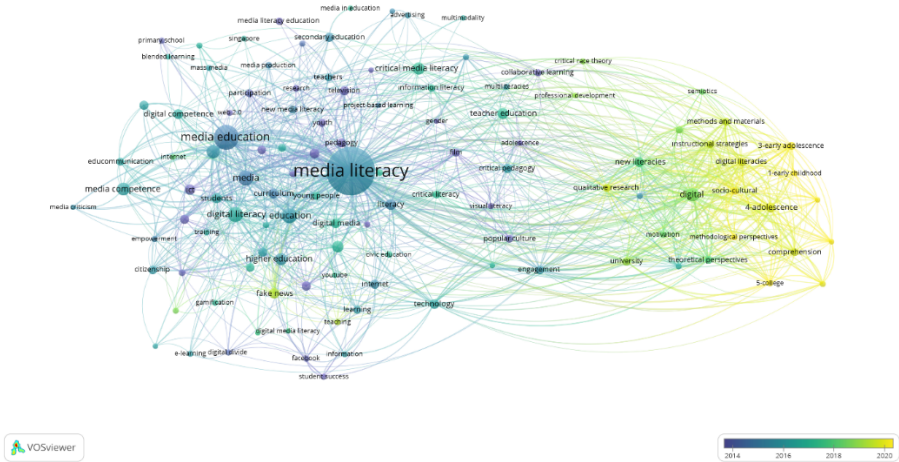 media in education
advertising
multimodality
media literacy education
singapore
secondary education
primary school
blended learning
mass media
media production
teachers
critical media literacy
collaborative learning
critical race theory
participation
research
television
information literacy
multiliteracies
professional development
semiotics
digital competence
web 2.0
new media literacy
project-based learning
teacher education
gender
youth
methods and materials
media education
pedagogy
adolescence
instructional strategies
3-early adolescence
internet
film
educommunication
media literacy
critical pedagogy
new literacies
digital literacies
1-early childhood
media
media competence
ict
students
curriculum
young people
critical literacy
qualitative research
digital
socio-cultural
media criticism
literacy
visual literacy
4-adolescence
digital literacy
education
digital media
training
empowerment
popular culture
motivation
methodological perspectives
civic education
higher education
university
theoretical perspectives
comprehension
citizenship
youtube
engagement
internet
5-college
fake news
gamification
learning
technology
teaching
digital media literacy
e-learning
digital divide
facebook
information
student success
VOSviewer
2014
2016
2018
2020